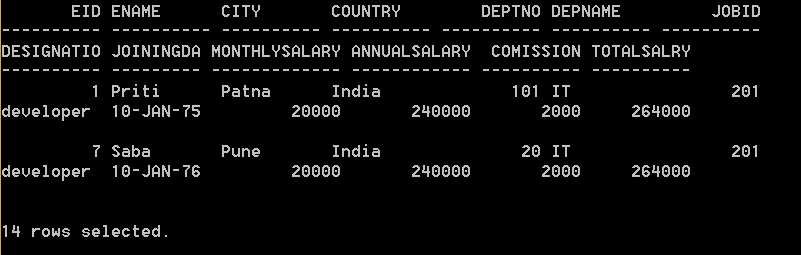 EID ENAME CITY COUNTRY DEPTNO DEPNAME JOBID
---------- ---------- ---------- ---------- ---------- ---------- ----------
DESIGNATIO JOININGDA MONTHLYSALARY ANNUALSALARY COMISSION TOTALSALRY
---------- --------- ------------- ------------ ---------- ----------
1 Priti Patna India 101 IT 201
developer 10-JAN-75 20000 240000 2000 264000
7 Saba Pune India 20 IT 201
developer 10-JAN-76 20000 240000 2000 264000
14 rows selected.